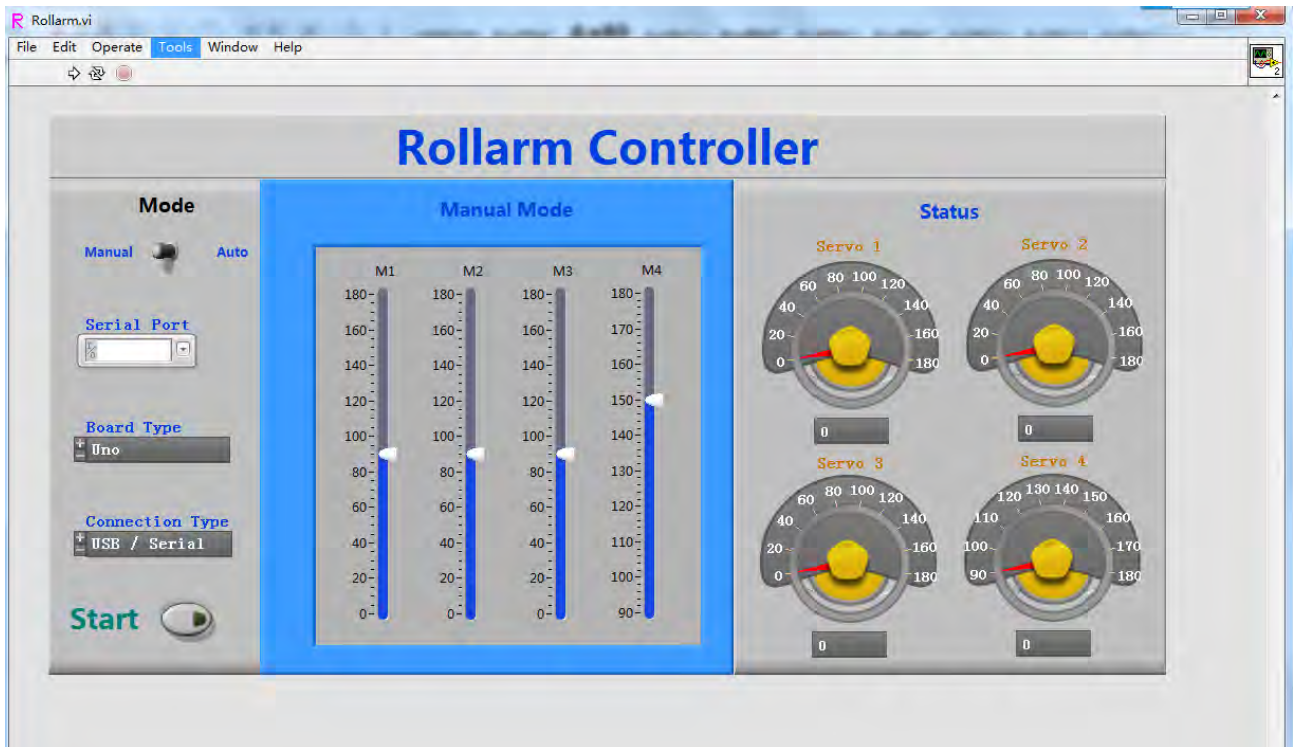 Rollarm.vi
File Edit Operate Tools Window Help
2
Rollarm Controller
Mode
Manual Auto
Serial Port
I/O
Board Type
Uno
Connection Type
USB / Serial
Start
Manual Mode
M1 M2 M3 M4
180 180 180 180
160 160 160 170
140 140 140 160
120 120 120 150
100 100 100 140
80 80 80 130
60 60 60 120
40 40 40 110
20 20 20 100
0 0 0 90
Status
Servo 1
0 20 40 60 80 100 120 140 160 180
0
Servo 2
0 20 40 60 80 100 120 140 160 180
0
Servo 3
0 20 40 60 80 100 120 140 160 180
0
Servo 4
90 100 110 120 130 140 150 160 170 180
0